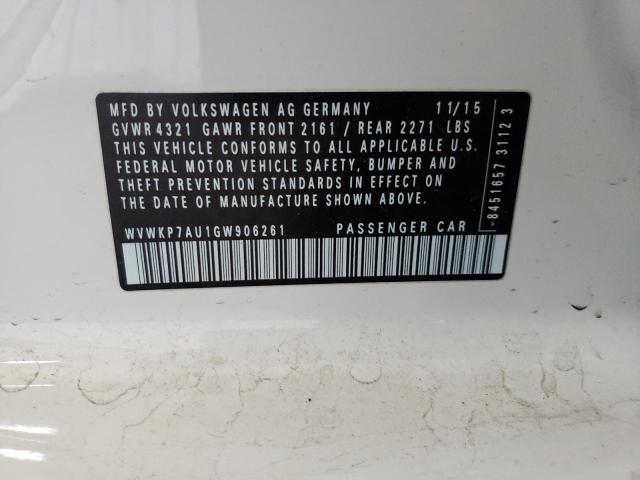 MFD BY VOLKSWAGEN AG GERMANY 11/15
GVWR 4321 GAWR FRONT 2161 / REAR 2271 LBS
THIS VEHICLE CONFORMS TO ALL APPLICABLE U.S.
FEDERAL MOTOR VEHICLE SAFETY, BUMPER AND
THEFT PREVENTION STANDARDS IN EFFECT ON
THE DATE OF MANUFACTURE SHOWN ABOVE.
WVWKP7AU1GW906261 PASSENGER CAR
*8451657 3112 3